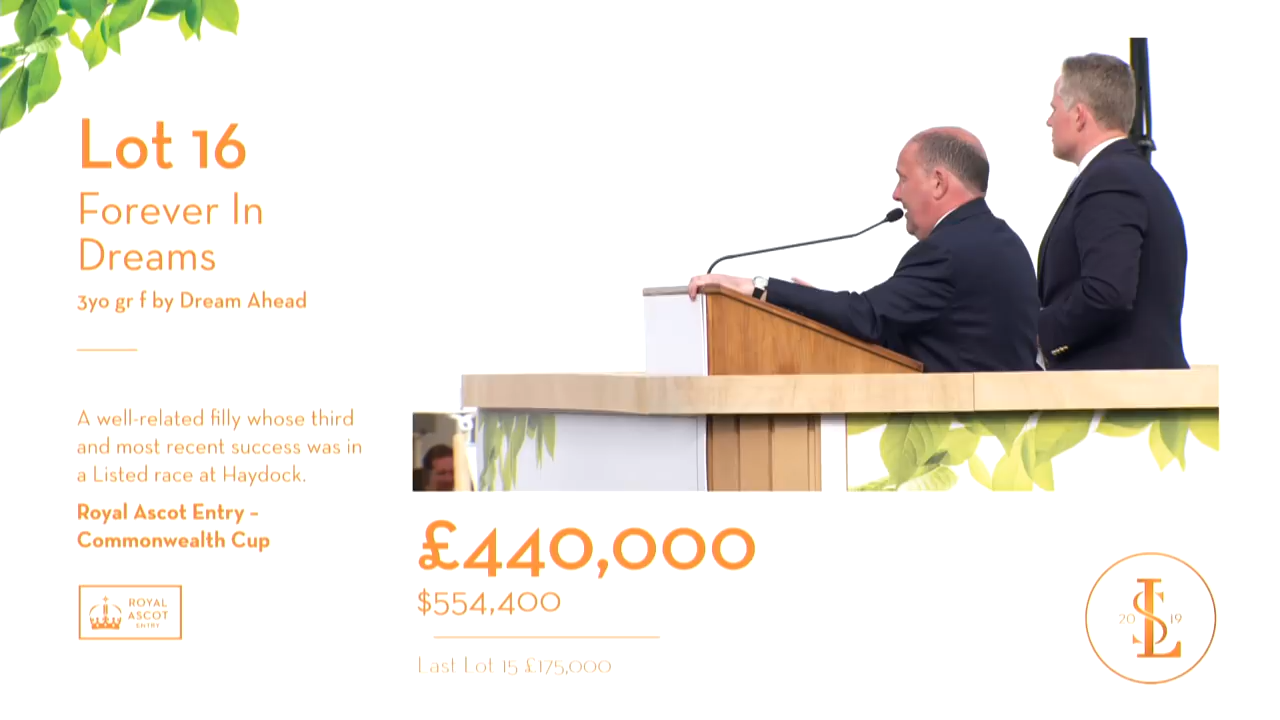 Lot 16
Forever In
Dreams
3yo gr f by Dream Ahead
A well-related filly whose third
and most recent success was in
a Listed race at Haydock.
Royal Ascot Entry –
Commonwealth Cup
ROYAL
ASCOT
ENTRY
£440,000
$554,400
Last Lot 15 £175,000
20 SL 19